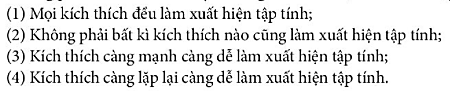 (1) Mọi kích thích đều làm xuất hiện tập tính;
(2) Không phải bất kì kích thích nào cũng làm xuất hiện tập tính;
(3) Kích thích càng mạnh càng dễ làm xuất hiện tập tính;
(4) Kích thích càng lặp lại càng dễ làm xuất hiện tập tính.